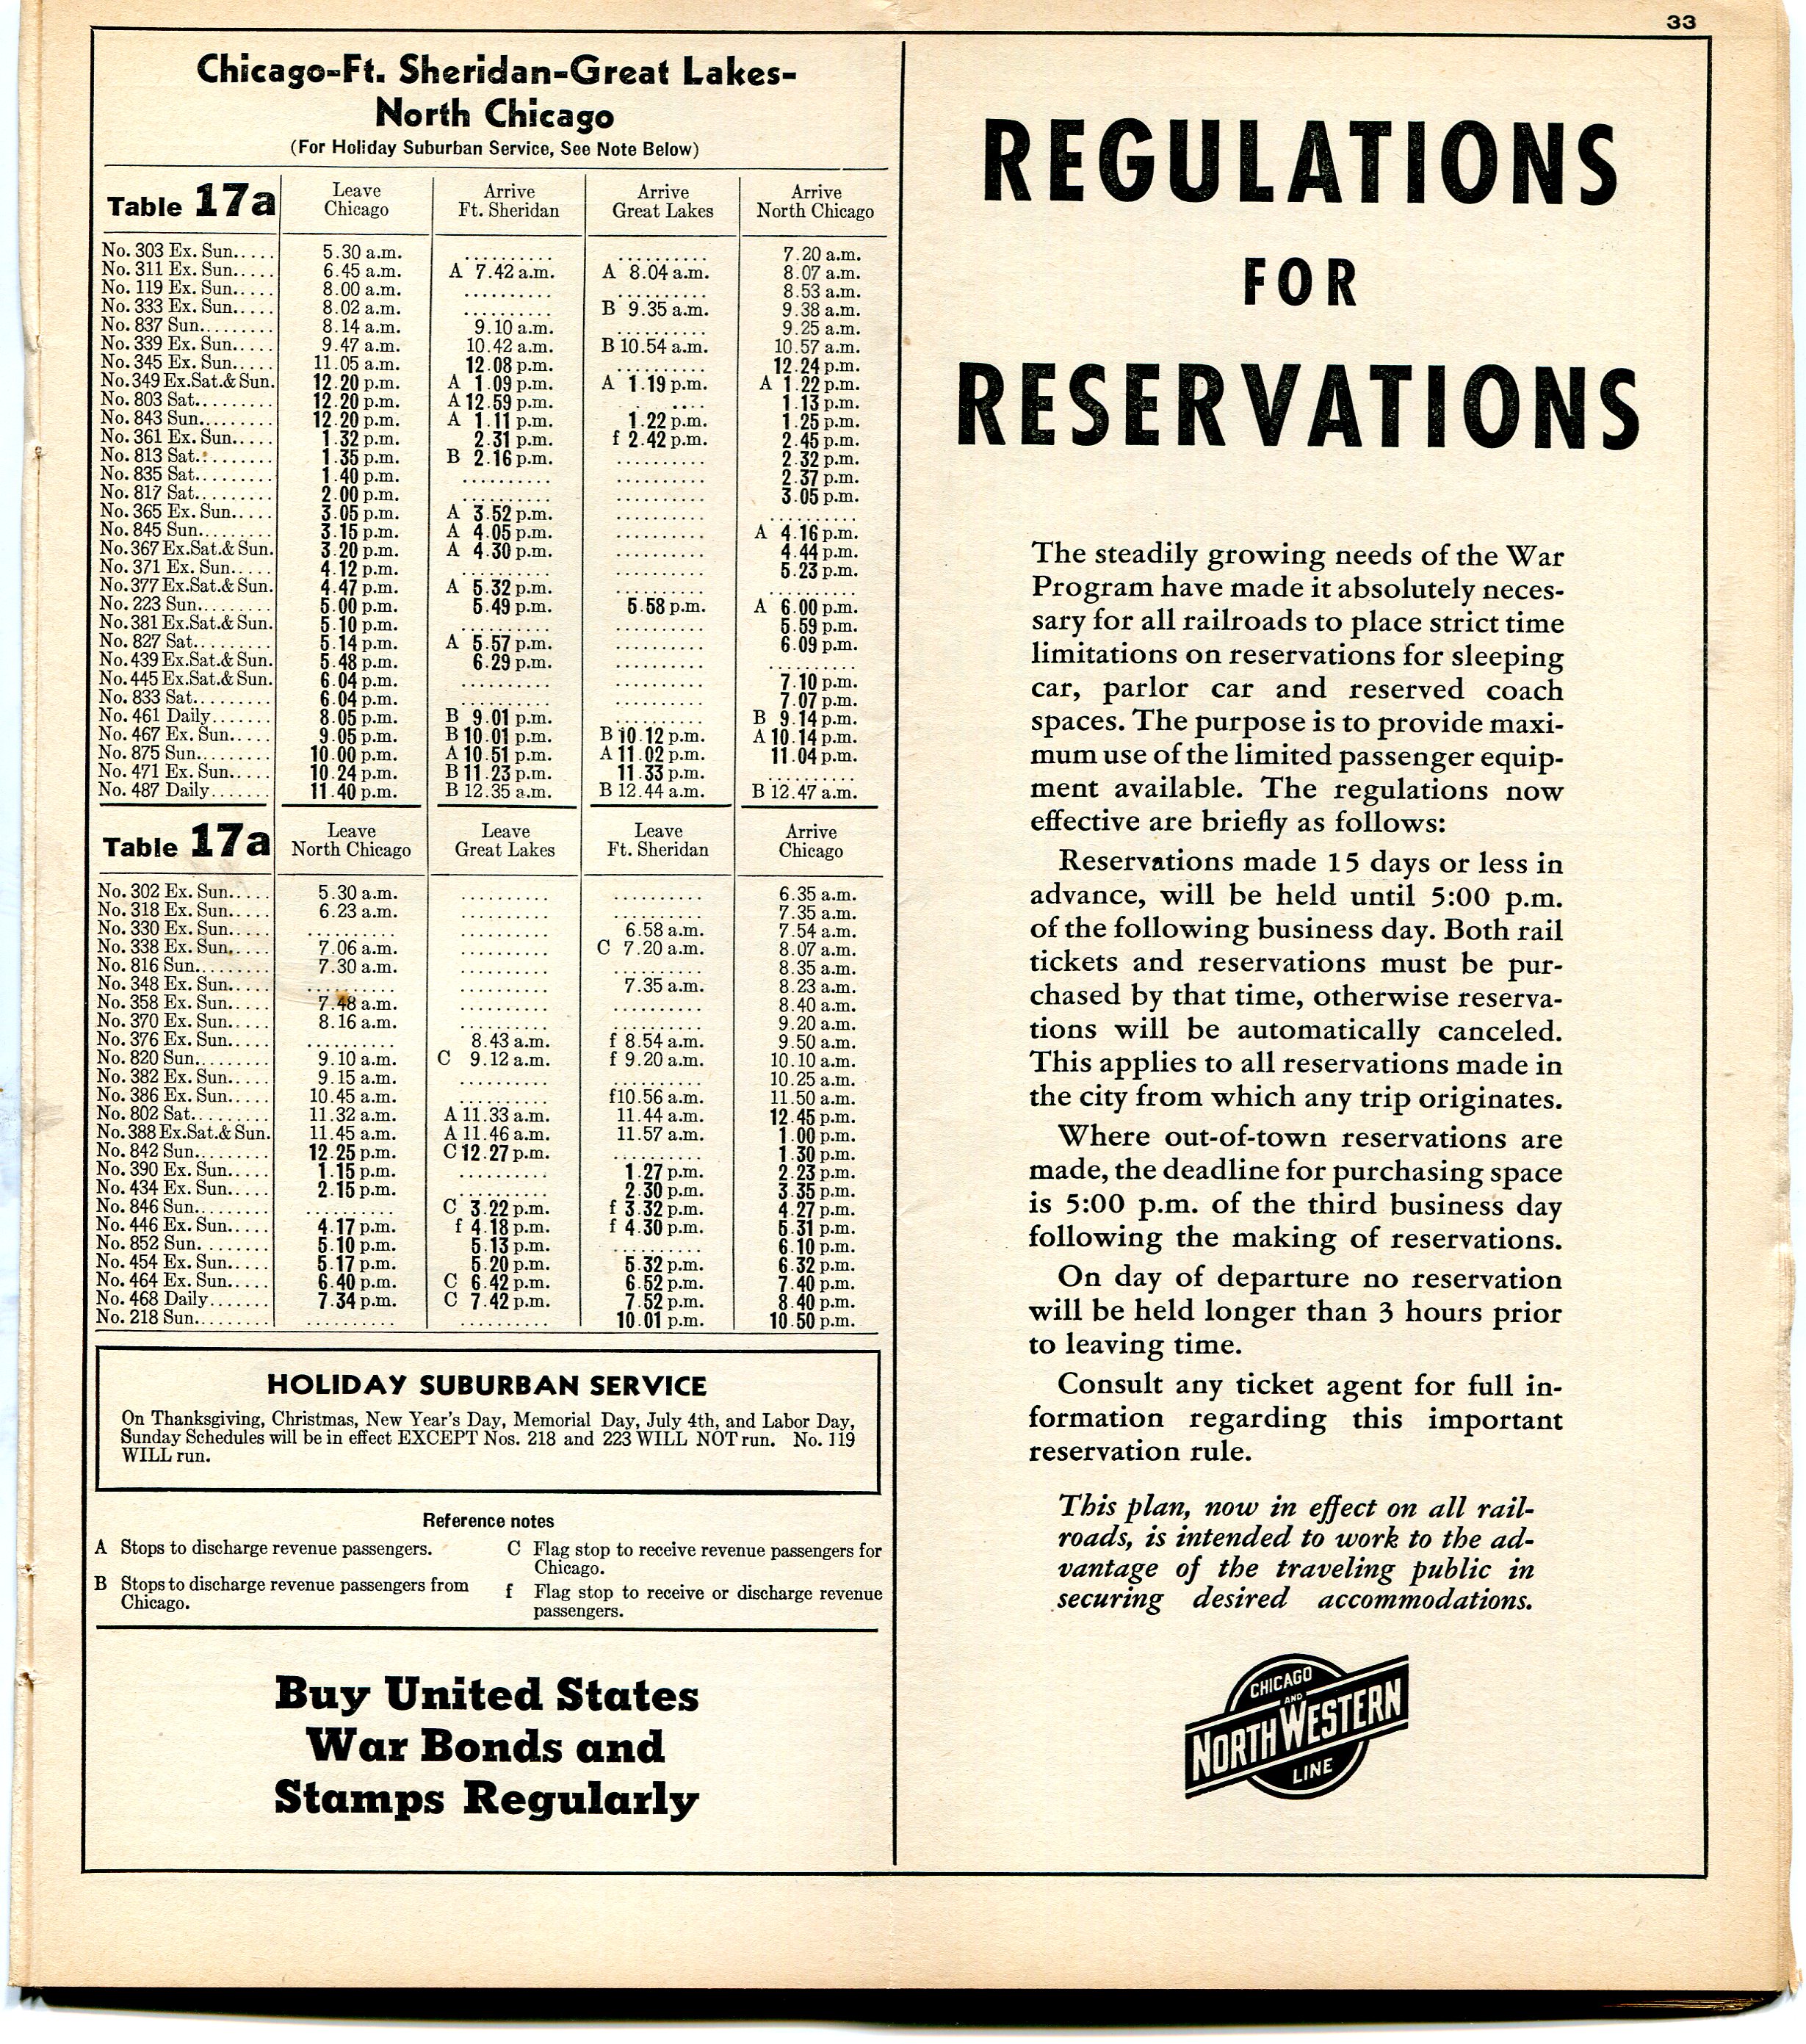 33
Chicago-Ft. Sheridan-Great Lakes-
North Chicago
(For Holiday Suburban Service, See Note Below)
Table 17a Leave Chicago Arrive Ft. Sheridan Arrive Great Lakes Arrive North Chicago
No. 303 Ex. Sun..... 5.30 a.m. .......... .......... 7.20 a.m.
No. 311 Ex. Sun..... 6.45 a.m. A 7.42 a.m. A 8.04 a.m. 8.07 a.m.
No. 119 Ex. Sun..... 8.00 a.m. .......... .......... 8.53 a.m.
No. 333 Ex. Sun..... 8.02 a.m. .......... B 9.35 a.m. 9.38 a.m.
No. 837 Sun......... 8.14 a.m. 9.10 a.m. .......... 9.25 a.m.
No. 339 Ex. Sun..... 9.47 a.m. 10.42 a.m. B 10.54 a.m. 10.57 a.m.
No. 345 Ex. Sun..... 11.05 a.m. 12.08 p.m. .......... 12.24 p.m.
No. 349 Ex.Sat.& Sun. 12.20 p.m. A 1.09 p.m. A 1.19 p.m. A 1.22 p.m.
No. 803 Sat......... 12.20 p.m. A 12.59 p.m. .......... 1.13 p.m.
No. 843 Sun......... 12.20 p.m. A 1.11 p.m. 1.22 p.m. 1.25 p.m.
No. 361 Ex. Sun..... 1.32 p.m. 2.31 p.m. f 2.42 p.m. 2.45 p.m.
No. 813 Sat......... 1.35 p.m. B 2.16 p.m. .......... 2.32 p.m.
No. 835 Sat......... 1.40 p.m. .......... .......... 2.37 p.m.
No. 817 Sat......... 2.00 p.m. .......... .......... 3.05 p.m.
No. 365 Ex. Sun..... 3.05 p.m. A 3.52 p.m. .......... ..........
No. 845 Sun......... 3.15 p.m. A 4.05 p.m. .......... A 4.16 p.m.
No. 367 Ex.Sat.& Sun. 3.20 p.m. A 4.30 p.m. .......... 4.44 p.m.
No. 371 Ex. Sun..... 4.12 p.m. .......... .......... 5.23 p.m.
No. 377 Ex.Sat.& Sun. 4.47 p.m. A 5.32 p.m. .......... ..........
No. 223 Sun......... 5.00 p.m. 5.49 p.m. 5.58 p.m. A 6.00 p.m.
No. 381 Ex.Sat.& Sun. 5.10 p.m. .......... .......... 5.59 p.m.
No. 827 Sat......... 5.14 p.m. A 5.57 p.m. .......... 6.09 p.m.
No. 439 Ex.Sat.& Sun. 5.48 p.m. 6.29 p.m. .......... ..........
No. 445 Ex.Sat.& Sun. 6.04 p.m. .......... .......... 7.10 p.m.
No. 833 Sat......... 6.04 p.m. .......... .......... 7.07 p.m.
No. 461 Daily....... 8.05 p.m. B 9.01 p.m. .......... B 9.14 p.m.
No. 467 Ex. Sun..... 9.05 p.m. B 10.01 p.m. B 10.12 p.m. A 10.14 p.m.
No. 875 Sun......... 10.00 p.m. A 10.51 p.m. A 11.02 p.m. 11.04 p.m.
No. 471 Ex. Sun..... 10.24 p.m. B 11.23 p.m. 11.33 p.m. ..........
No. 487 Daily....... 11.40 p.m. B 12.35 a.m. B 12.44 a.m. B 12.47 a.m.
Table 17a Leave North Chicago Leave Great Lakes Leave Ft. Sheridan Arrive Chicago
No. 302 Ex. Sun..... 5.30 a.m. .......... .......... 6.35 a.m.
No. 318 Ex. Sun..... 6.23 a.m. .......... .......... 7.35 a.m.
No. 330 Ex. Sun..... .......... .......... 6.58 a.m. 7.54 a.m.
No. 338 Ex. Sun..... 7.06 a.m. .......... C 7.20 a.m. 8.07 a.m.
No. 816 Sun......... 7.30 a.m. .......... .......... 8.35 a.m.
No. 348 Ex. Sun..... .......... .......... 7.35 a.m. 8.23 a.m.
No. 358 Ex. Sun..... 7.48 a.m. .......... .......... 8.40 a.m.
No. 370 Ex. Sun..... 8.16 a.m. .......... .......... 9.20 a.m.
No. 376 Ex. Sun..... .......... 8.43 a.m. f 8.54 a.m. 9.50 a.m.
No. 820 Sun......... 9.10 a.m. C 9.12 a.m. f 9.20 a.m. 10.10 a.m.
No. 382 Ex. Sun..... 9.15 a.m. .......... .......... 10.25 a.m.
No. 386 Ex. Sun..... 10.45 a.m. .......... f10.56 a.m. 11.50 a.m.
No. 802 Sat......... 11.32 a.m. A 11.33 a.m. 11.44 a.m. 12.45 p.m.
No. 388 Ex.Sat.& Sun. 11.45 a.m. A 11.46 a.m. 11.57 a.m. 1.00 p.m.
No. 842 Sun......... 12.25 p.m. C 12.27 p.m. .......... 1.30 p.m.
No. 390 Ex. Sun..... 1.15 p.m. .......... 1.27 p.m. 2.23 p.m.
No. 434 Ex. Sun..... 2.15 p.m. .......... 2.30 p.m. 3.35 p.m.
No. 846 Sun......... .......... C 3.22 p.m. f 3.32 p.m. 4.27 p.m.
No. 446 Ex. Sun..... 4.17 p.m. f 4.18 p.m. f 4.30 p.m. 5.31 p.m.
No. 852 Sun......... 5.10 p.m. 5.13 p.m. .......... 6.10 p.m.
No. 454 Ex. Sun..... 5.17 p.m. 5.20 p.m. 5.32 p.m. 6.32 p.m.
No. 464 Ex. Sun..... 6.40 p.m. C 6.42 p.m. 6.52 p.m. 7.40 p.m.
No. 468 Daily....... 7.34 p.m. C 7.42 p.m. 7.52 p.m. 8.40 p.m.
No. 218 Sun......... .......... .......... 10.01 p.m. 10.50 p.m.
HOLIDAY SUBURBAN SERVICE
On Thanksgiving, Christmas, New Year's Day, Memorial Day, July 4th, and Labor Day,
Sunday Schedules will be in effect EXCEPT Nos. 218 and 223 WILL NOT run. No. 119
WILL run.
Reference notes
A Stops to discharge revenue passengers.
B Stops to discharge revenue passengers from
Chicago.
C Flag stop to receive revenue passengers for
Chicago.
f Flag stop to receive or discharge revenue
passengers.
Buy United States
War Bonds and
Stamps Regularly
REGULATIONS
FOR
RESERVATIONS
The steadily growing needs of the War
Program have made it absolutely neces-
sary for all railroads to place strict time
limitations on reservations for sleeping
car, parlor car and reserved coach
spaces. The purpose is to provide maxi-
mum use of the limited passenger equip-
ment available. The regulations now
effective are briefly as follows:
Reservations made 15 days or less in
advance, will be held until 5:00 p.m.
of the following business day. Both rail
tickets and reservations must be pur-
chased by that time, otherwise reserva-
tions will be automatically canceled.
This applies to all reservations made in
the city from which any trip originates.
Where out-of-town reservations are
made, the deadline for purchasing space
is 5:00 p.m. of the third business day
following the making of reservations.
On day of departure no reservation
will be held longer than 3 hours prior
to leaving time.
Consult any ticket agent for full in-
formation regarding this important
reservation rule.
This plan, now in effect on all rail-
roads, is intended to work to the ad-
vantage of the traveling public in
securing desired accommodations.
CHICAGO
AND
NORTH WESTERN
LINE